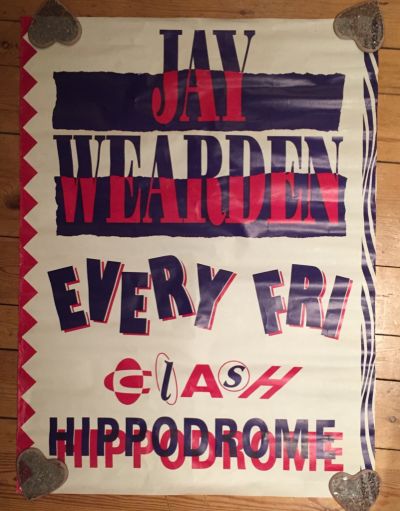 JAY
WEARDEN
EVERY FRI
ClASH
HIPPODROME